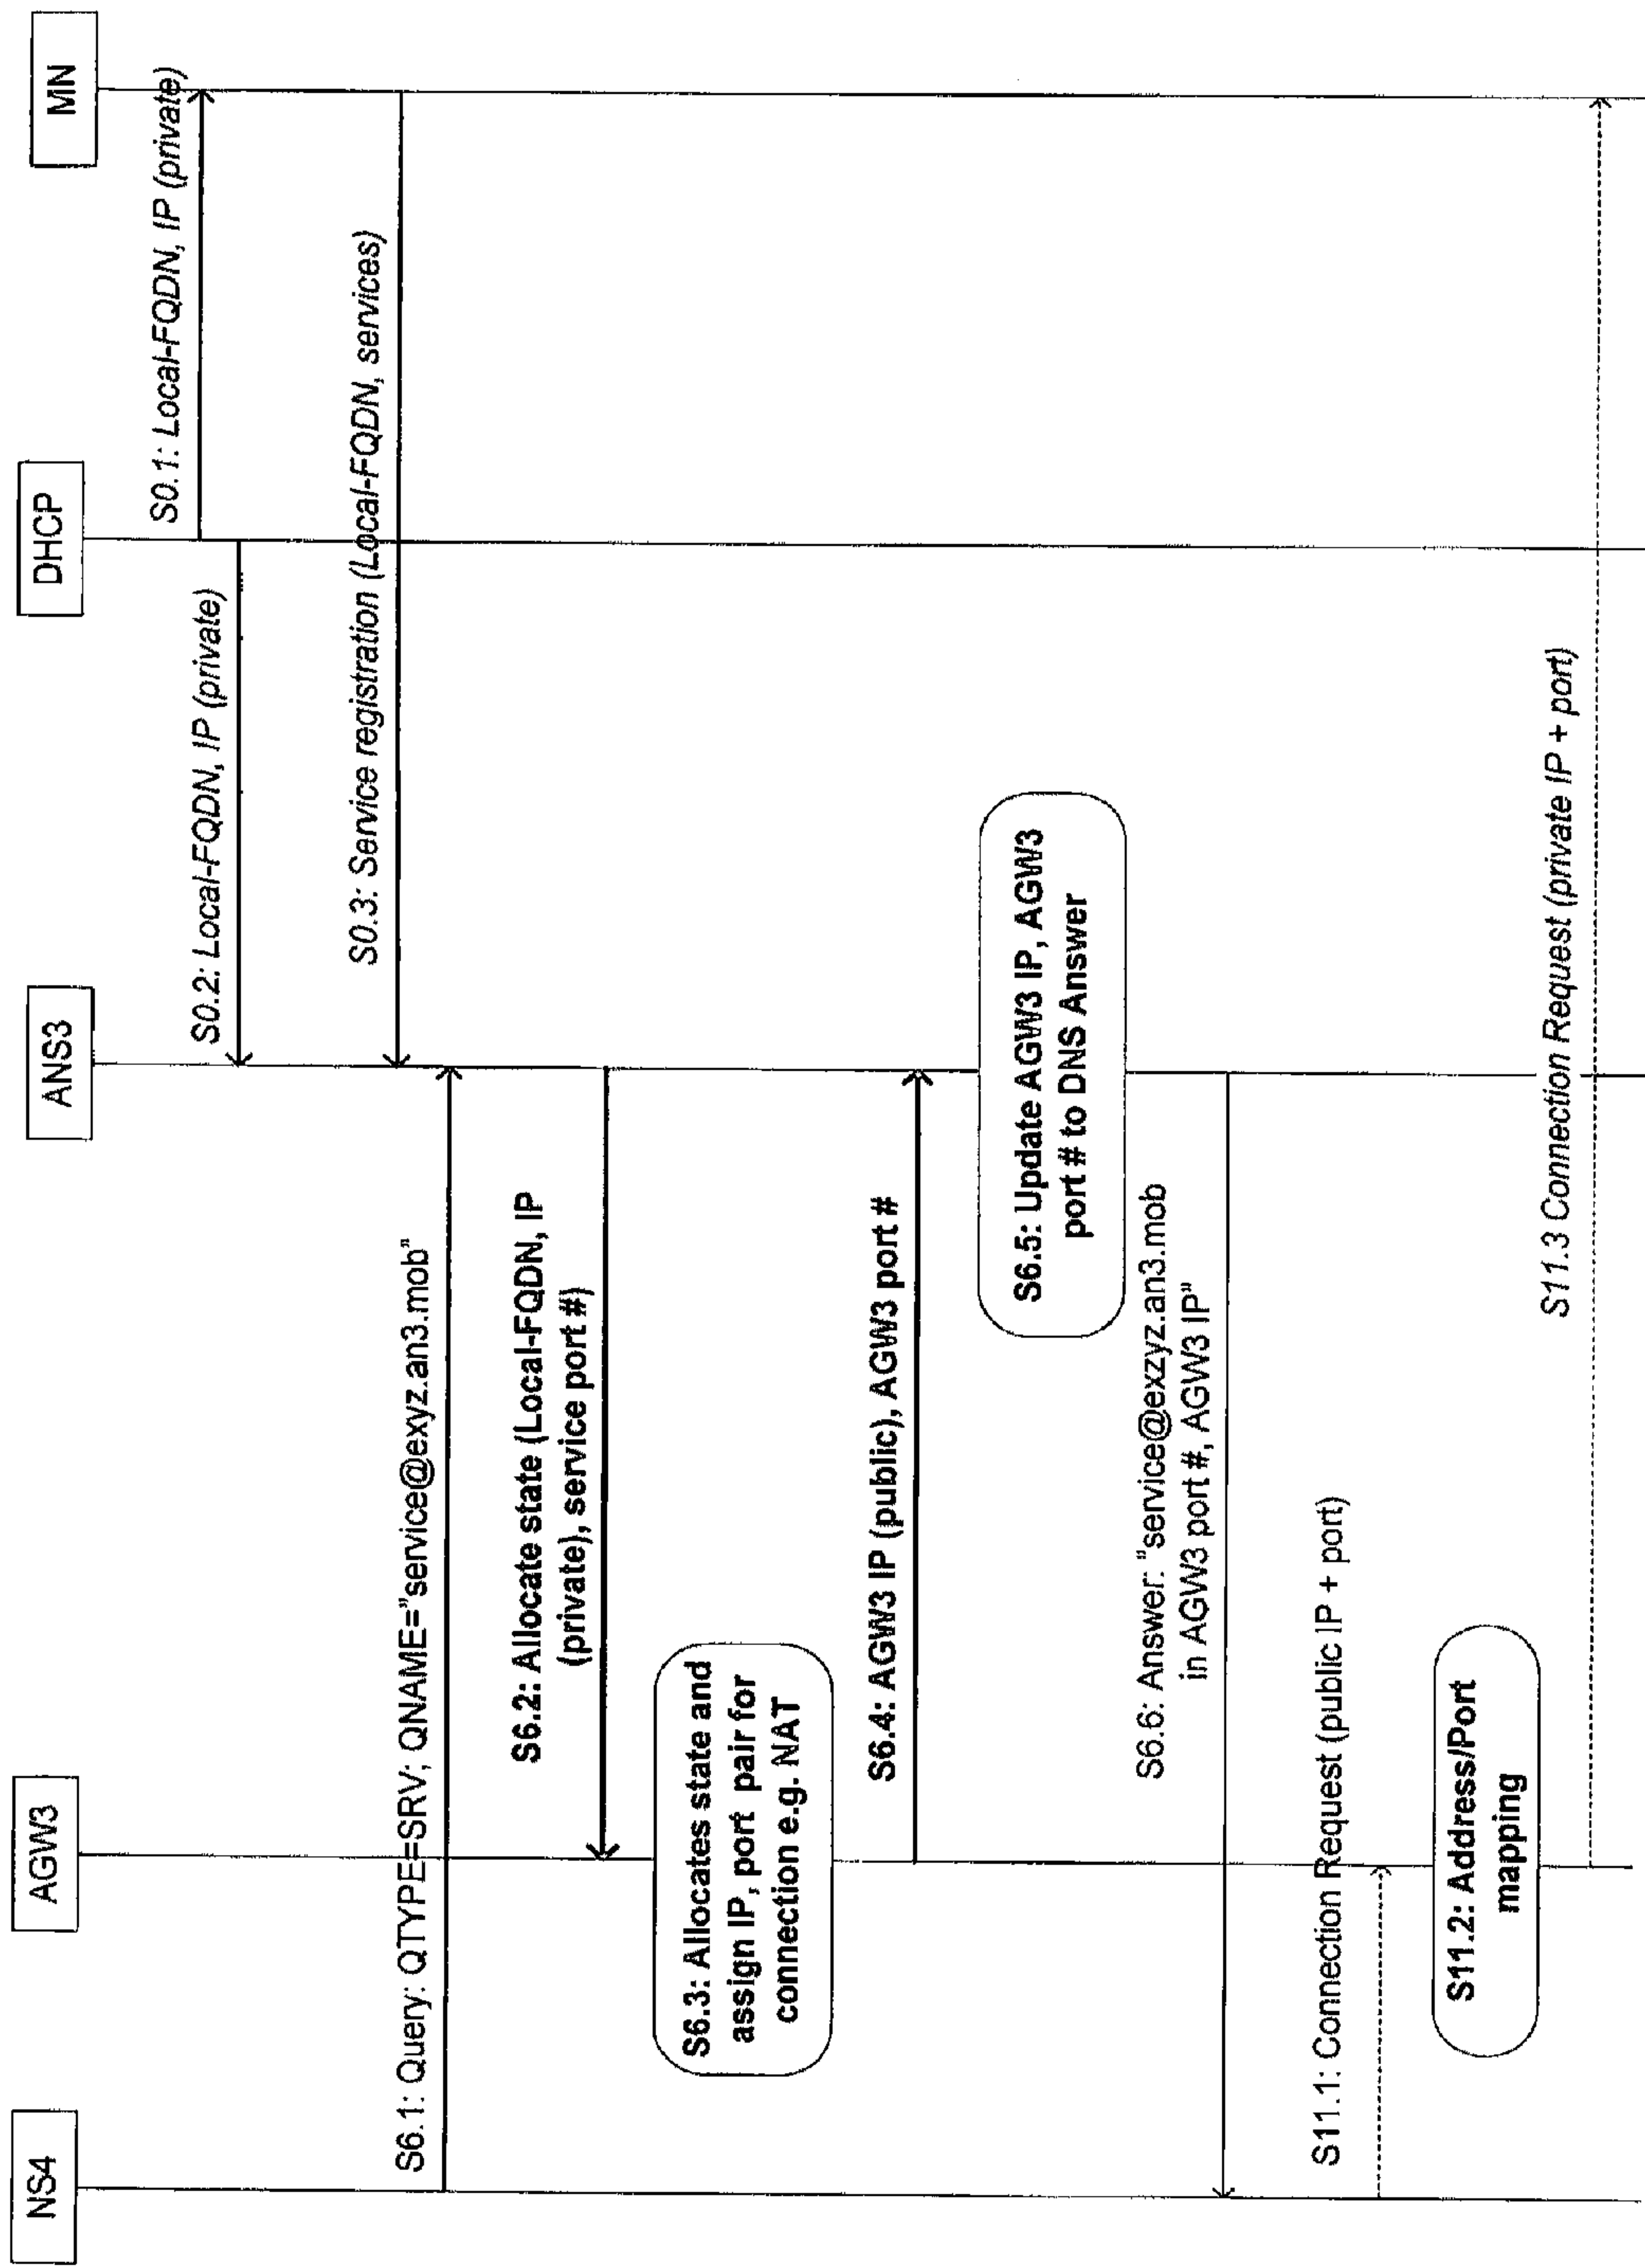 NS4
AGW3
ANS3
DHCP
MN
S0.1: Local-FQDN, IP (private)
S0.2: Local-FQDN, IP (private)
S0.3: Service registration (Local-FQDN, services)
S6.1: Query: QTYPE=SRV; QNAME="service@exyz.an3.mob"
S6.2: Allocate state (Local-FQDN, IP
(private), service port #)
S6.3: Allocates state and
assign IP, port pair for
connection e.g. NAT
S6.4: AGW3 IP (public), AGW3 port #
S6.5: Update AGW3 IP, AGW3
port # to DNS Answer
S6.6: Answer: "service@exzyz.an3.mob
in AGW3 port #, AGW3 IP"
S11.1: Connection Request (public IP + port)
S11.2: Address/Port
mapping
S11.3 Connection Request (private IP + port)